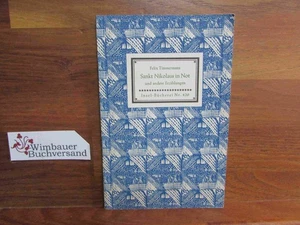 Felix Timmermans
Sankt Nikolaus in Not
und andere Erzählungen
Insel-Bücherei Nr. 420
Wimbauer
Buchversand